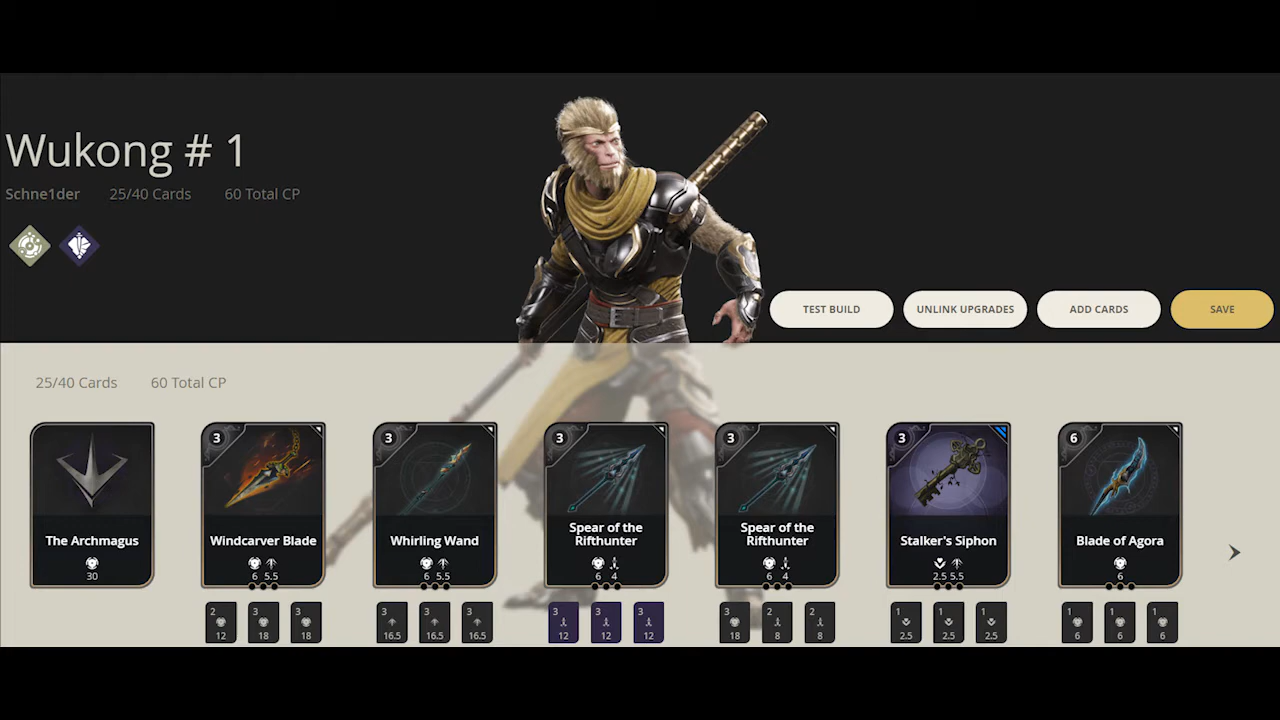 Wukong # 1
Schne1der 25/40 Cards 60 Total CP
TEST BUILD UNLINK UPGRADES ADD CARDS SAVE
25/40 Cards 60 Total CP
3 3 3 3 3 6
The Archmagus Windcarver Blade Whirling Wand Spear of the Rifthunter Spear of the Rifthunter Stalker's Siphon Blade of Agora
30 6 5.5 6 5.5 6 4 6 4 2.5 5.5 6
2 3 3 3 3 3 3 3 3 3 2 2 1 1 1 1 1 1
12 18 18 16.5 16.5 16.5 12 12 12 18 8 8 2.5 2.5 2.5 6 6 6